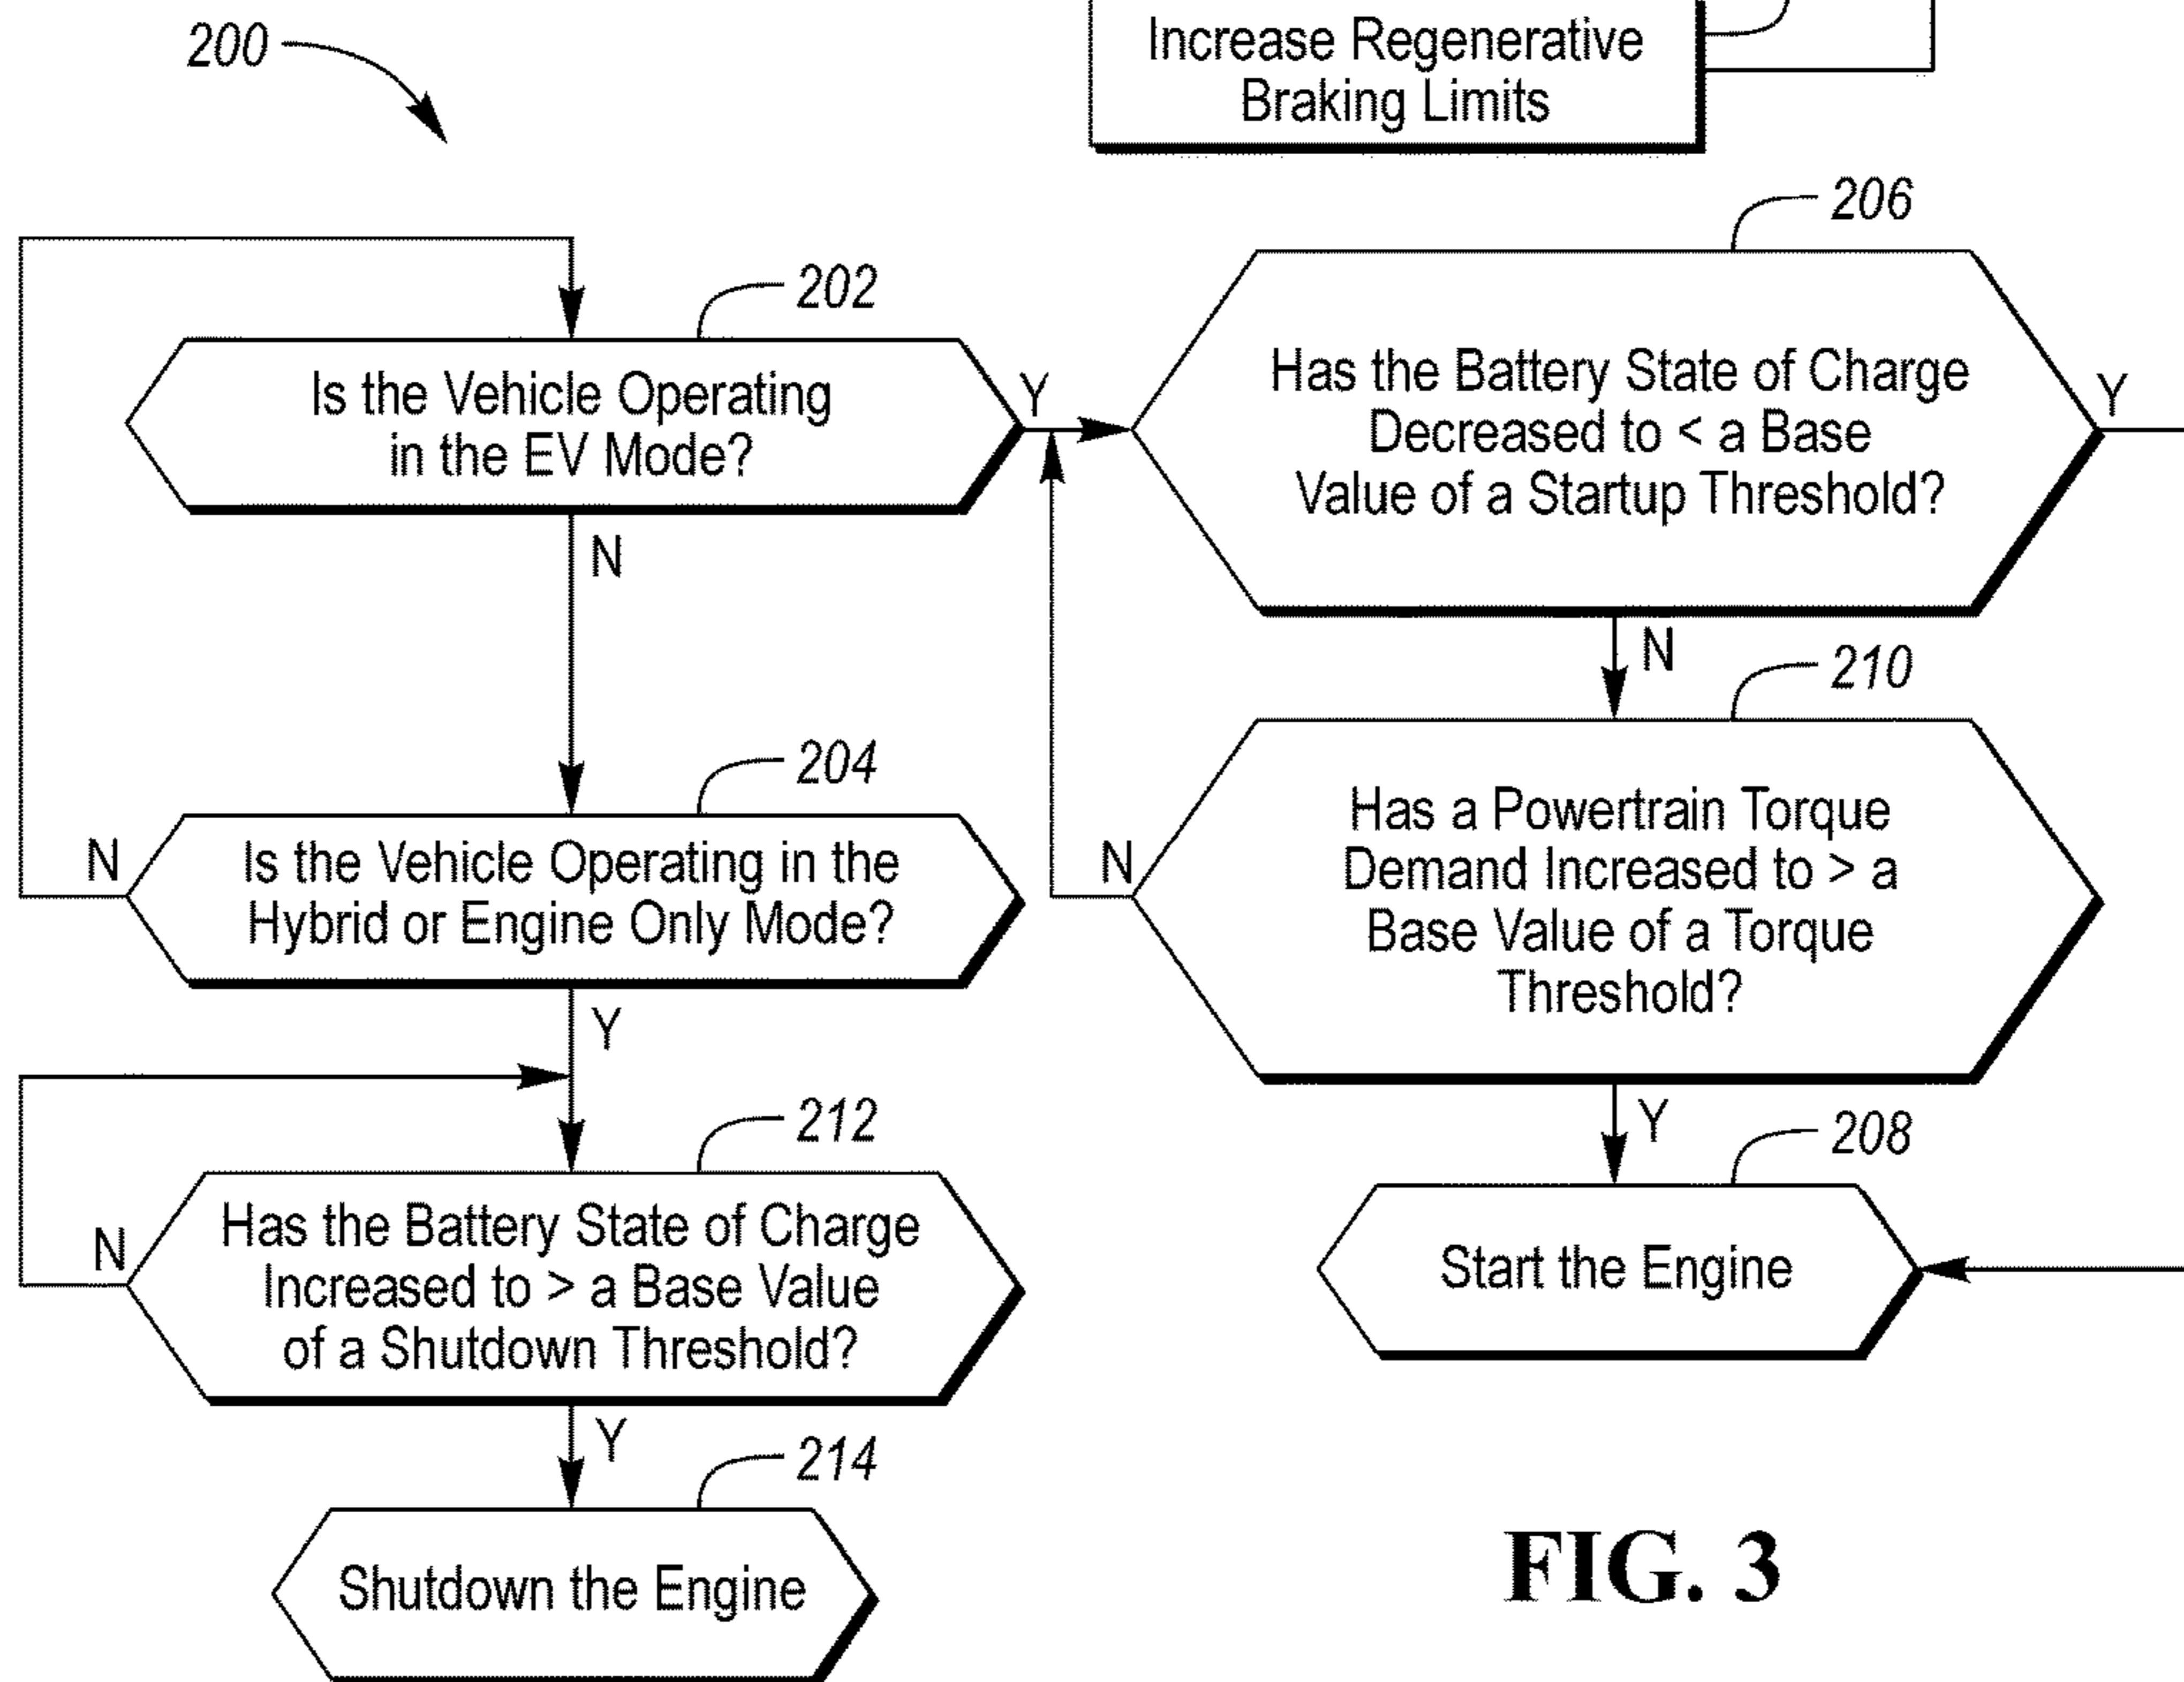 200
Increase Regenerative
Braking Limits
202
Is the Vehicle Operating
in the EV Mode?
Y
N
206
Has the Battery State of Charge
Decreased to < a Base
Value of a Startup Threshold?
Y
N
204
Is the Vehicle Operating in the
Hybrid or Engine Only Mode?
N
Y
210
Has a Powertrain Torque
Demand Increased to > a
Base Value of a Torque
Threshold?
N
Y
212
Has the Battery State of Charge
Increased to > a Base Value
of a Shutdown Threshold?
N
Y
208
Start the Engine
214
Shutdown the Engine
FIG. 3